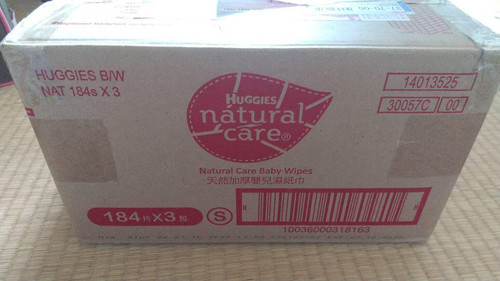 HUGGIES B/W
NAT 184s X 3
14013525
30057C 00
HUGGIES
natural
care®
Natural Care Baby Wipes
天然加厚嬰兒濕紙巾
184片X3包
S
10036000318163